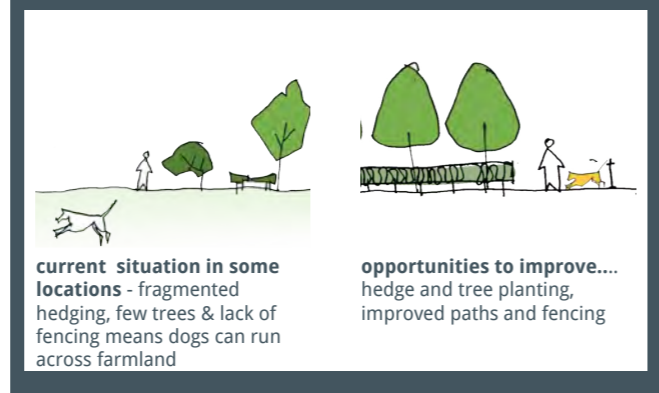 current situation in some
locations - fragmented
hedging, few trees & lack of
fencing means dogs can run
across farmland
opportunities to improve....
hedge and tree planting,
improved paths and fencing